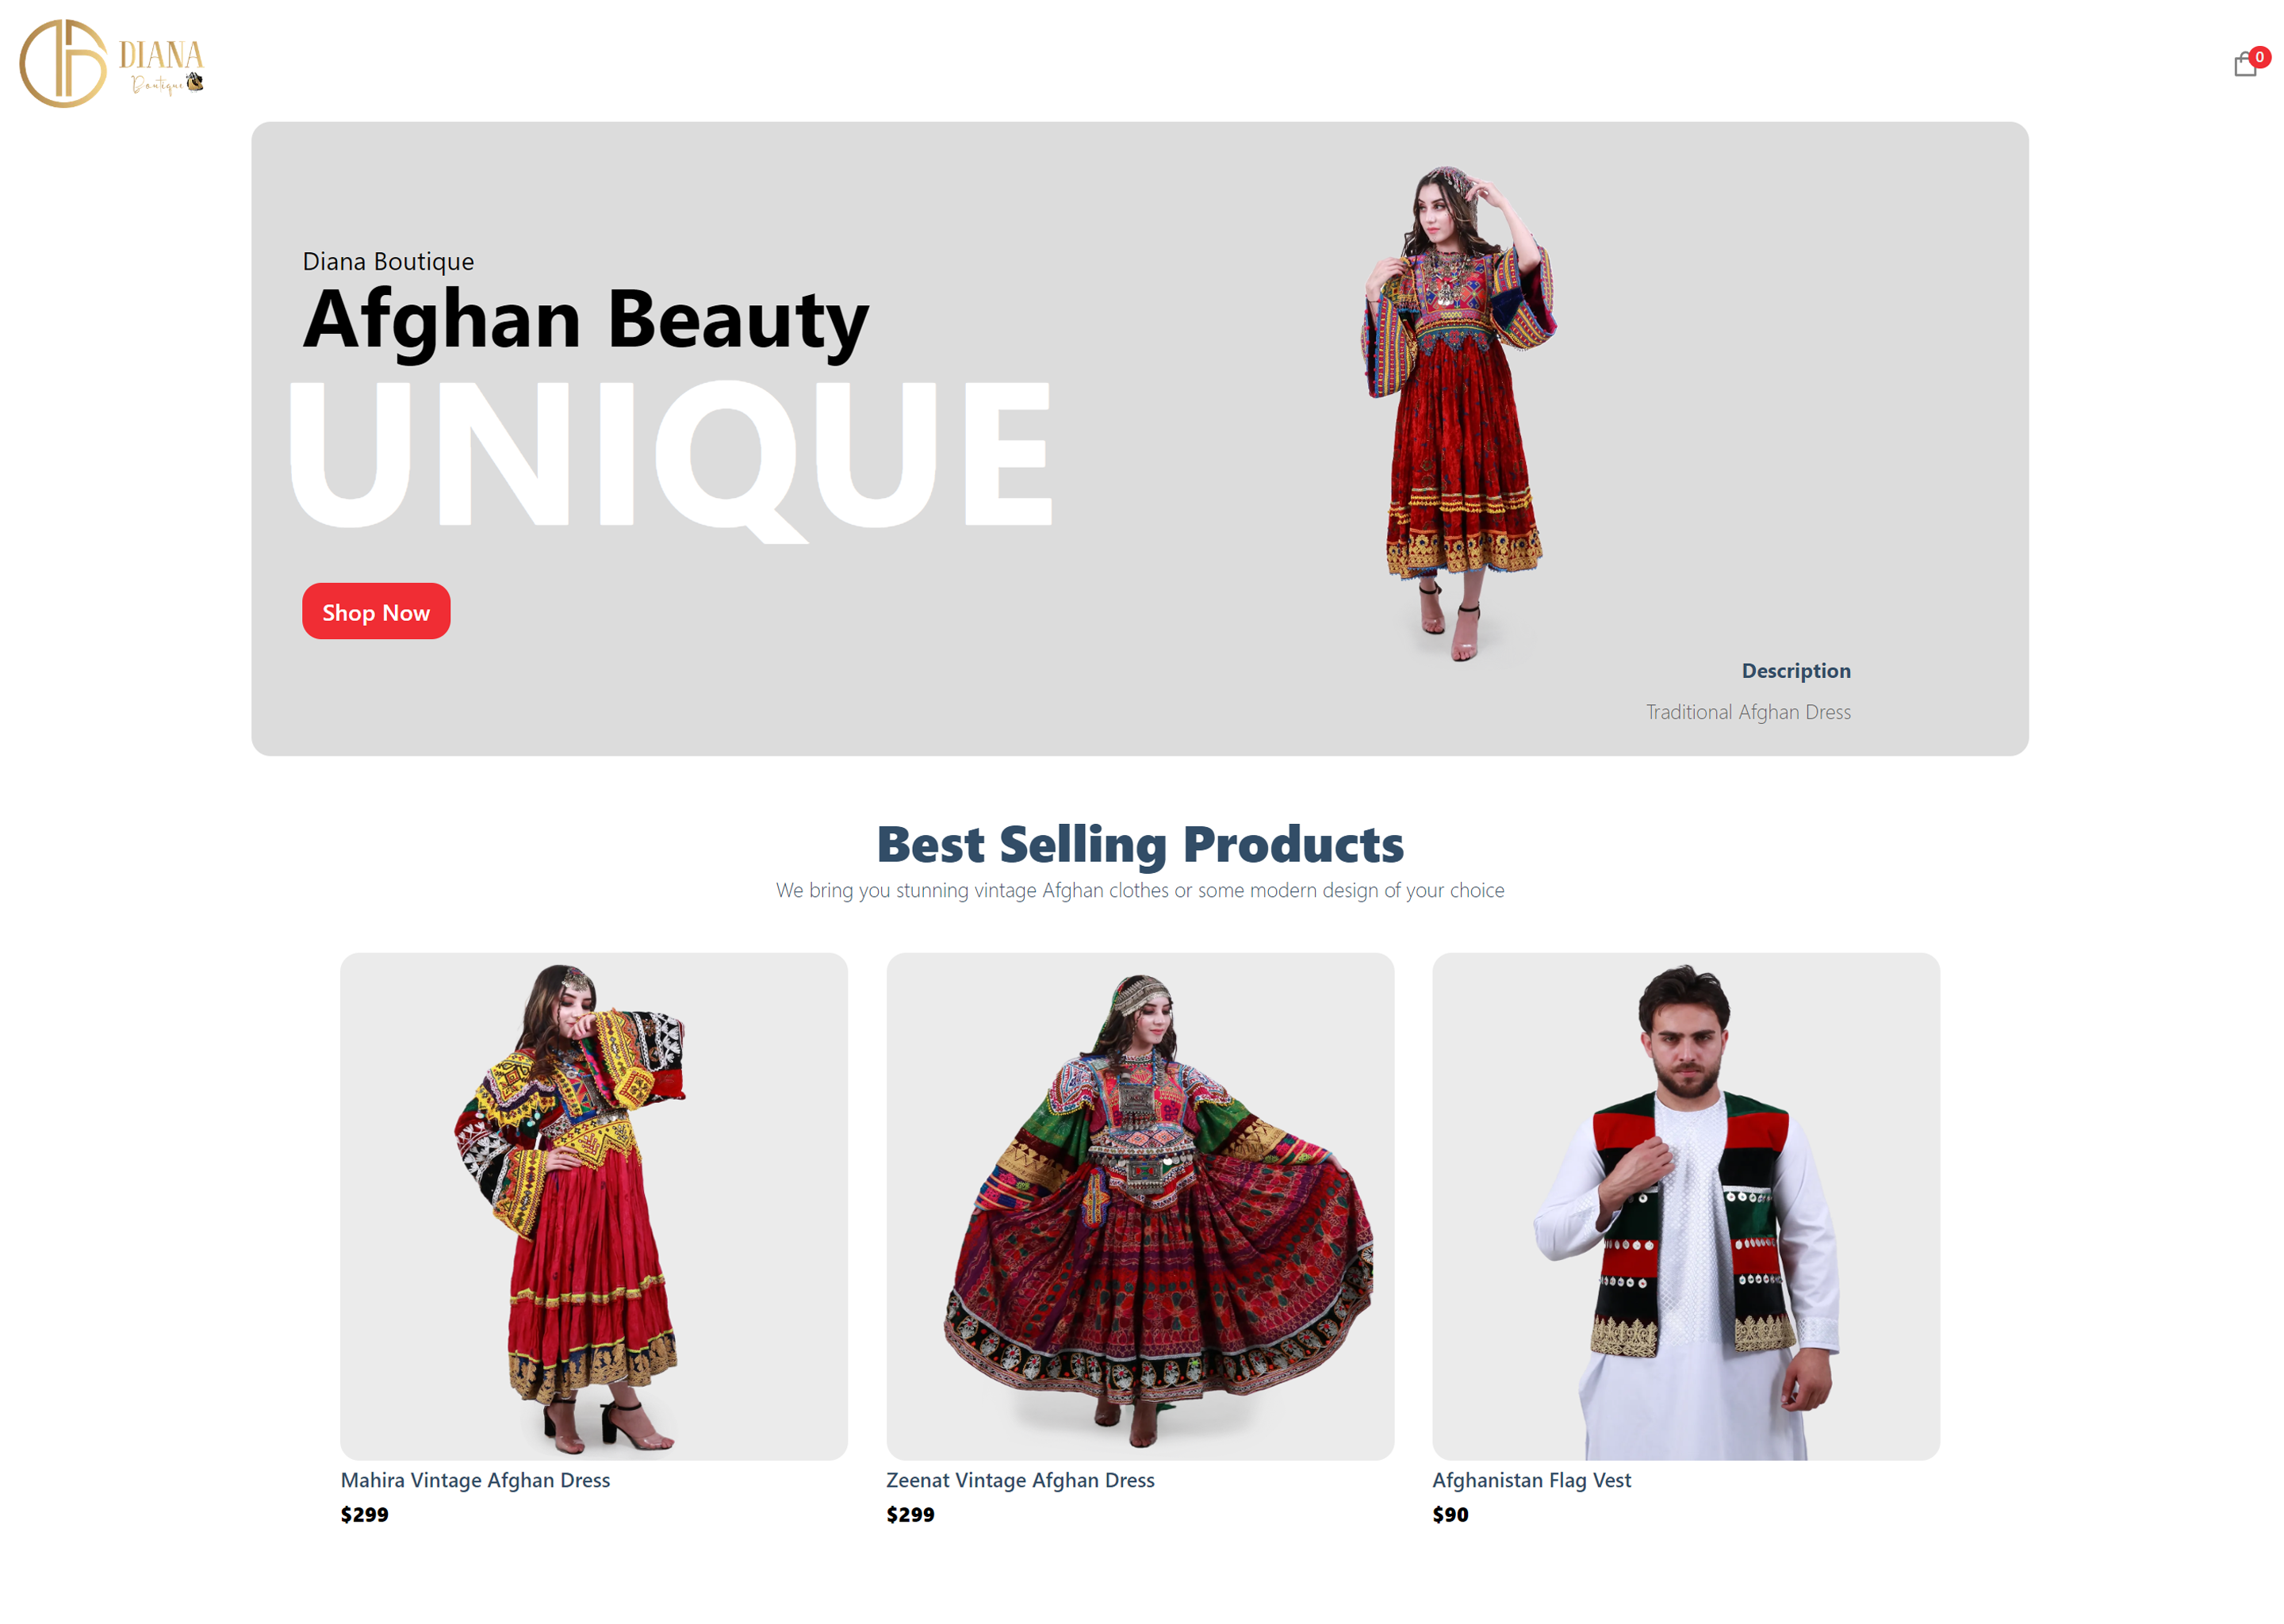 DIANA
Boutique
0
Diana Boutique
Afghan Beauty
UNIQUE
Shop Now
Description
Traditional Afghan Dress
Best Selling Products
We bring you stunning vintage Afghan clothes or some modern design of your choice
Mahira Vintage Afghan Dress
$299
Zeenat Vintage Afghan Dress
$299
Afghanistan Flag Vest
$90